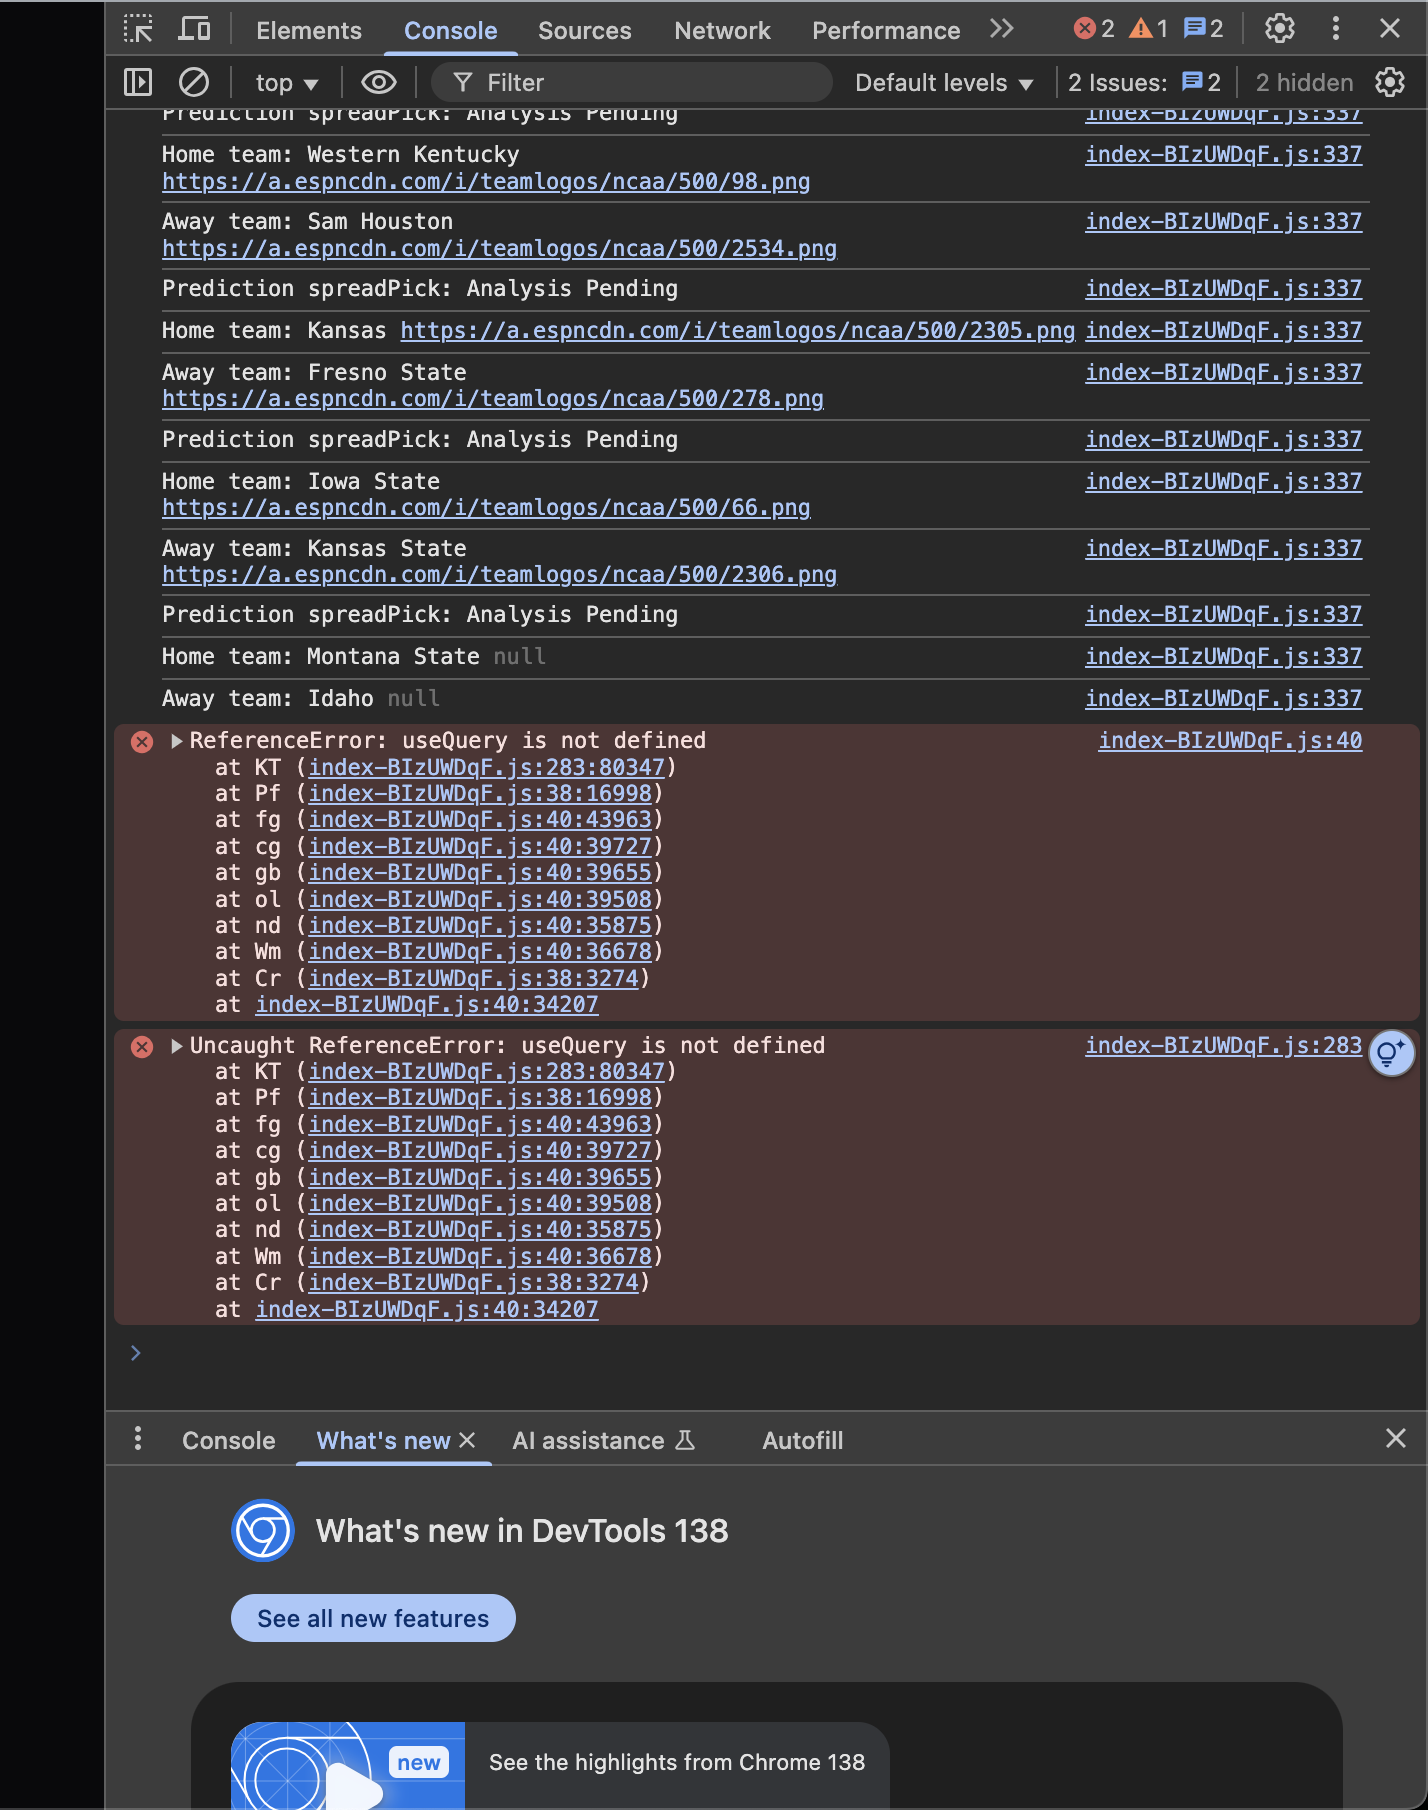 Elements Console Sources Network Performance 2 1 2
top Filter Default levels 2 Issues: 2 2 hidden
Prediction spreadPick: Analysis Pending index-BIzUWDqF.js:337
Home team: Western Kentucky index-BIzUWDqF.js:337
https://a.espncdn.com/i/teamlogos/ncaa/500/98.png
Away team: Sam Houston index-BIzUWDqF.js:337
https://a.espncdn.com/i/teamlogos/ncaa/500/2534.png
Prediction spreadPick: Analysis Pending index-BIzUWDqF.js:337
Home team: Kansas https://a.espncdn.com/i/teamlogos/ncaa/500/2305.png index-BIzUWDqF.js:337
Away team: Fresno State index-BIzUWDqF.js:337
https://a.espncdn.com/i/teamlogos/ncaa/500/278.png
Prediction spreadPick: Analysis Pending index-BIzUWDqF.js:337
Home team: Iowa State index-BIzUWDqF.js:337
https://a.espncdn.com/i/teamlogos/ncaa/500/66.png
Away team: Kansas State index-BIzUWDqF.js:337
https://a.espncdn.com/i/teamlogos/ncaa/500/2306.png
Prediction spreadPick: Analysis Pending index-BIzUWDqF.js:337
Home team: Montana State null index-BIzUWDqF.js:337
Away team: Idaho null index-BIzUWDqF.js:337
ReferenceError: useQuery is not defined index-BIzUWDqF.js:40
at KT (index-BIzUWDqF.js:283:80347)
at Pf (index-BIzUWDqF.js:38:16998)
at fg (index-BIzUWDqF.js:40:43963)
at cg (index-BIzUWDqF.js:40:39727)
at gb (index-BIzUWDqF.js:40:39655)
at ol (index-BIzUWDqF.js:40:39508)
at nd (index-BIzUWDqF.js:40:35875)
at Wm (index-BIzUWDqF.js:40:36678)
at Cr (index-BIzUWDqF.js:38:3274)
at index-BIzUWDqF.js:40:34207
Uncaught ReferenceError: useQuery is not defined index-BIzUWDqF.js:283
at KT (index-BIzUWDqF.js:283:80347)
at Pf (index-BIzUWDqF.js:38:16998)
at fg (index-BIzUWDqF.js:40:43963)
at cg (index-BIzUWDqF.js:40:39727)
at gb (index-BIzUWDqF.js:40:39655)
at ol (index-BIzUWDqF.js:40:39508)
at nd (index-BIzUWDqF.js:40:35875)
at Wm (index-BIzUWDqF.js:40:36678)
at Cr (index-BIzUWDqF.js:38:3274)
at index-BIzUWDqF.js:40:34207
Console What's new AI assistance Autofill
What's new in DevTools 138
See all new features
new See the highlights from Chrome 138